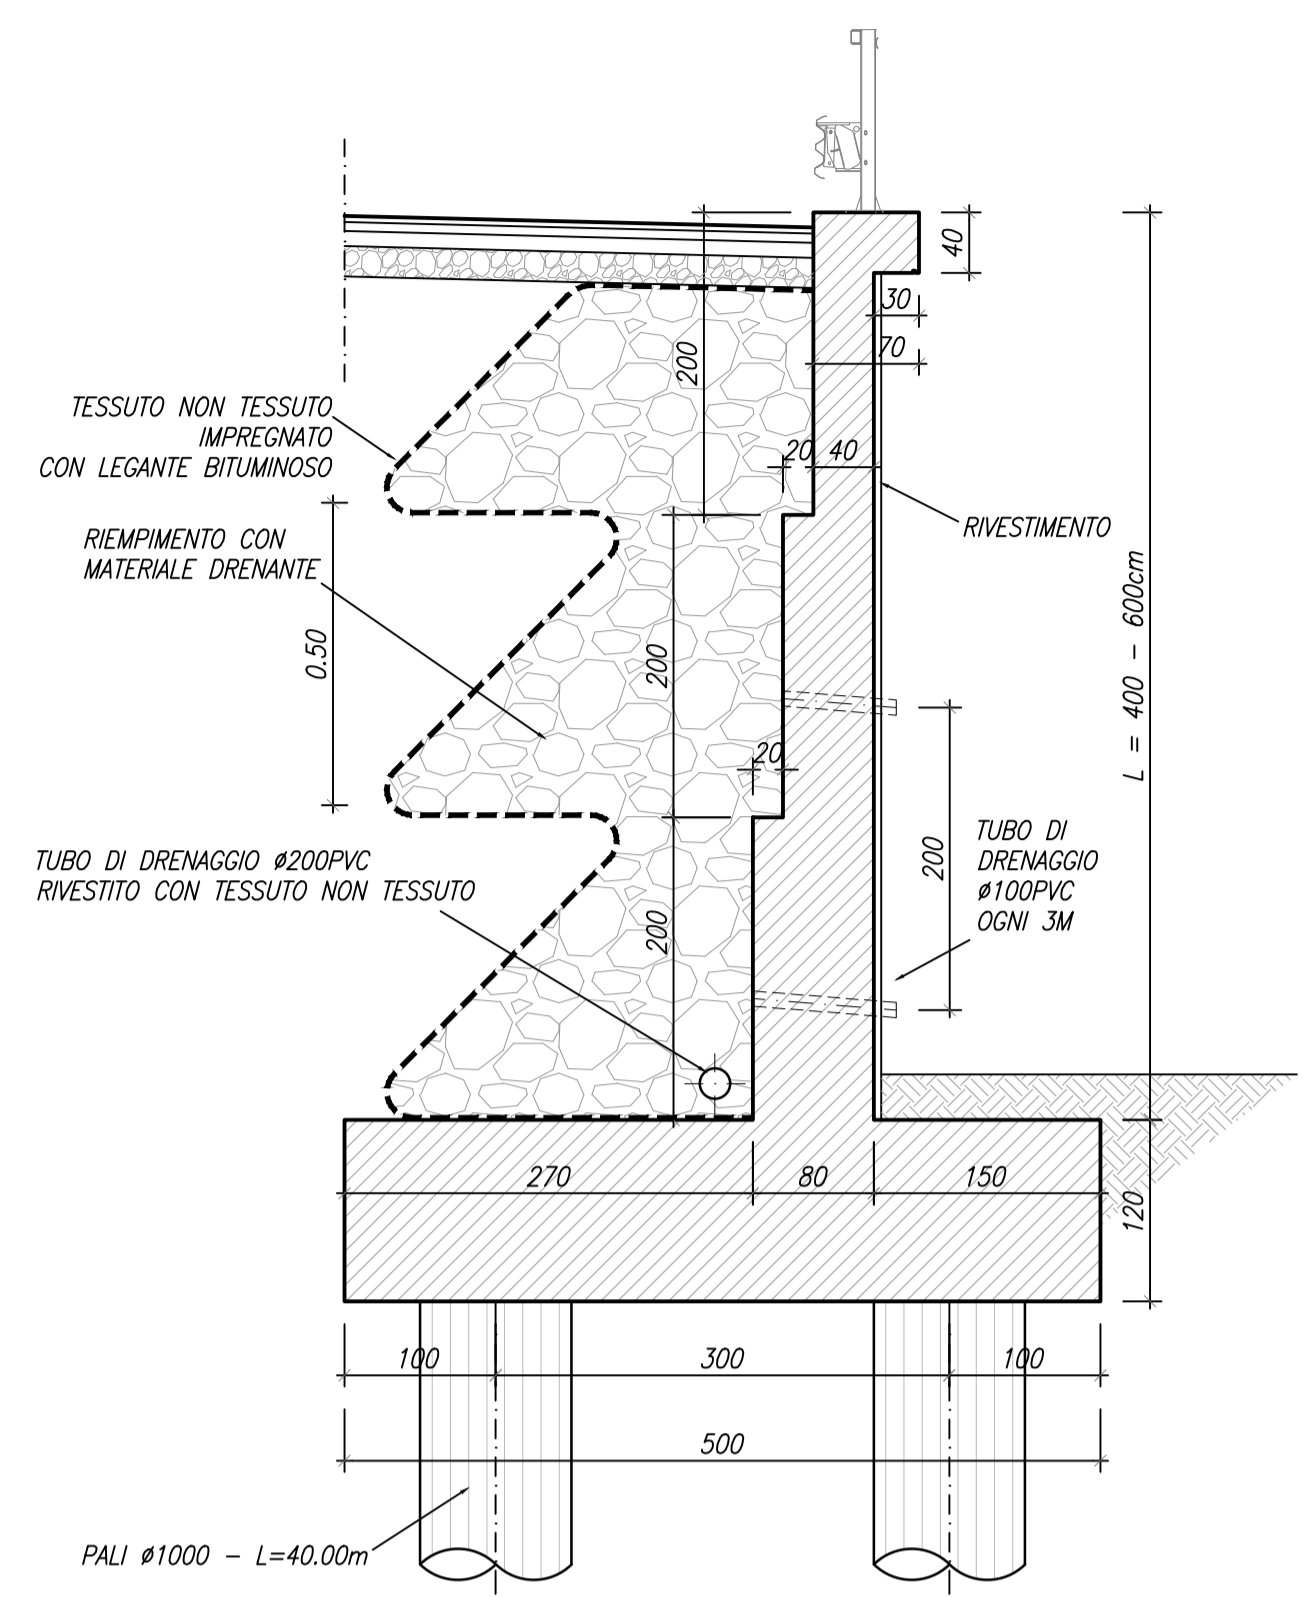 40
30
70
200
TESSUTO NON TESSUTO
IMPREGNATO
CON LEGANTE BITUMINOSO
20
40
RIVESTIMENTO
RIEMPIMENTO CON
MATERIALE DRENANTE
0.50
200
L = 400 - 600cm
20
TUBO DI DRENAGGIO ø200PVC
RIVESTITO CON TESSUTO NON TESSUTO
200
200
TUBO DI
DRENAGGIO
ø100PVC
OGNI 3M
270
80
150
120
100
300
100
500
PALI ø1000 - L=40.00m